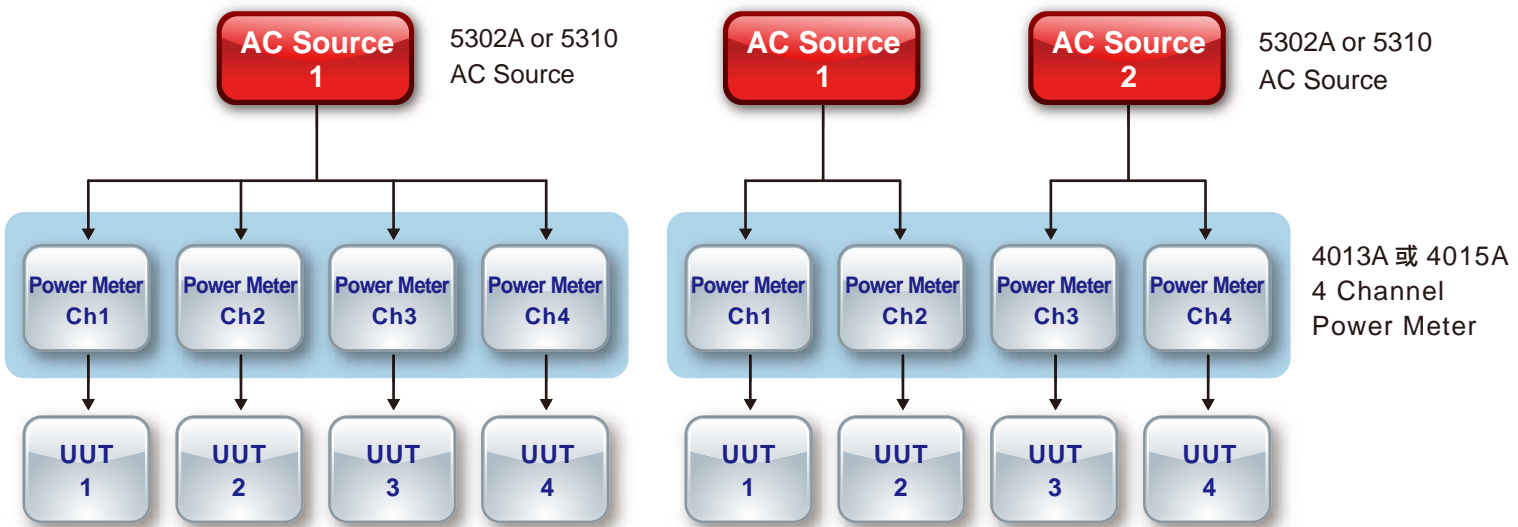 AC Source
1
5302A or 5310
AC Source
Power Meter
Ch1
Power Meter
Ch2
Power Meter
Ch3
Power Meter
Ch4
UUT
1
UUT
2
UUT
3
UUT
4
AC Source
1
AC Source
2
5302A or 5310
AC Source
Power Meter
Ch1
Power Meter
Ch2
Power Meter
Ch3
Power Meter
Ch4
4013A 或 4015A
4 Channel
Power Meter
UUT
1
UUT
2
UUT
3
UUT
4